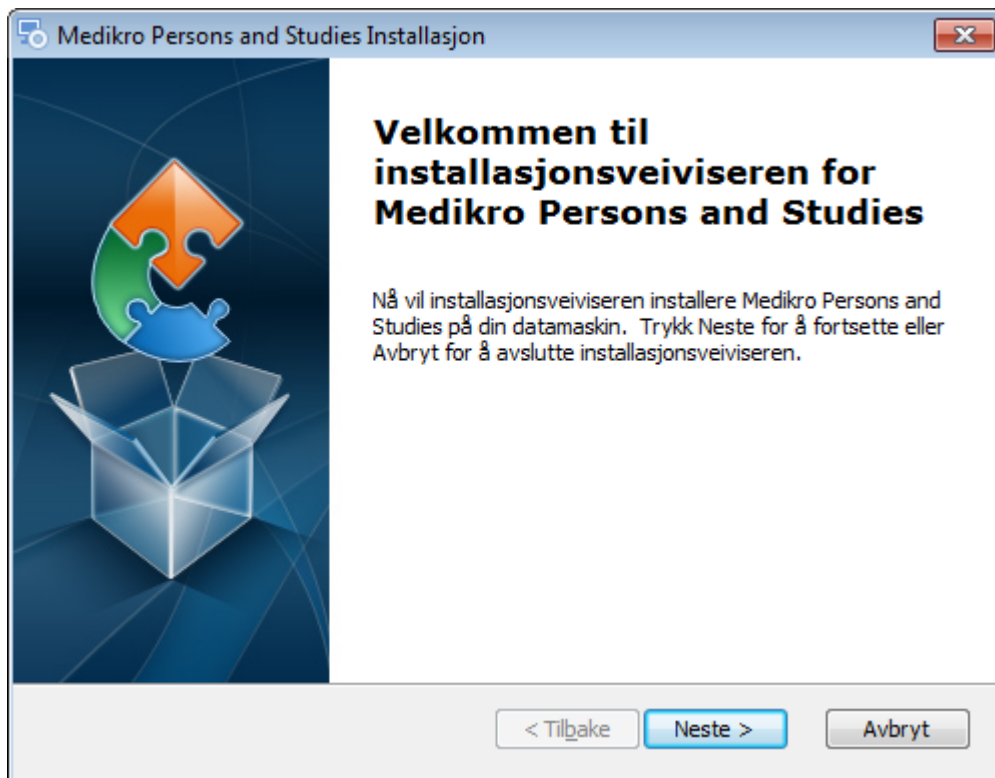 Medikro Persons and Studies Installasjon
Velkommen til
installasjonsveiviseren for
Medikro Persons and Studies
Nå vil installasjonsveiviseren installere Medikro Persons and
Studies på din datamaskin.  Trykk Neste for å fortsette eller
Avbryt for å avslutte installasjonsveiviseren.
< Tilbake
Neste >
Avbryt